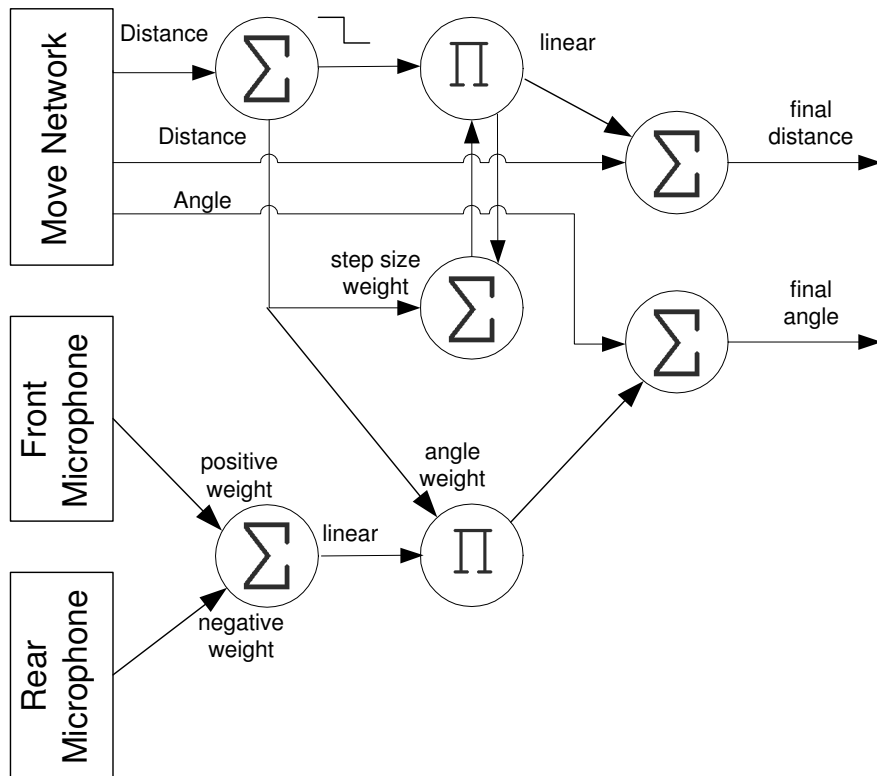 Move Network
Distance
Σ
Π
linear
Distance
Σ
final
distance
Angle
step size
weight
Σ
Σ
final
angle
Front
Microphone
positive
weight
angle
weight
Σ
linear
Π
negative
weight
Rear
Microphone